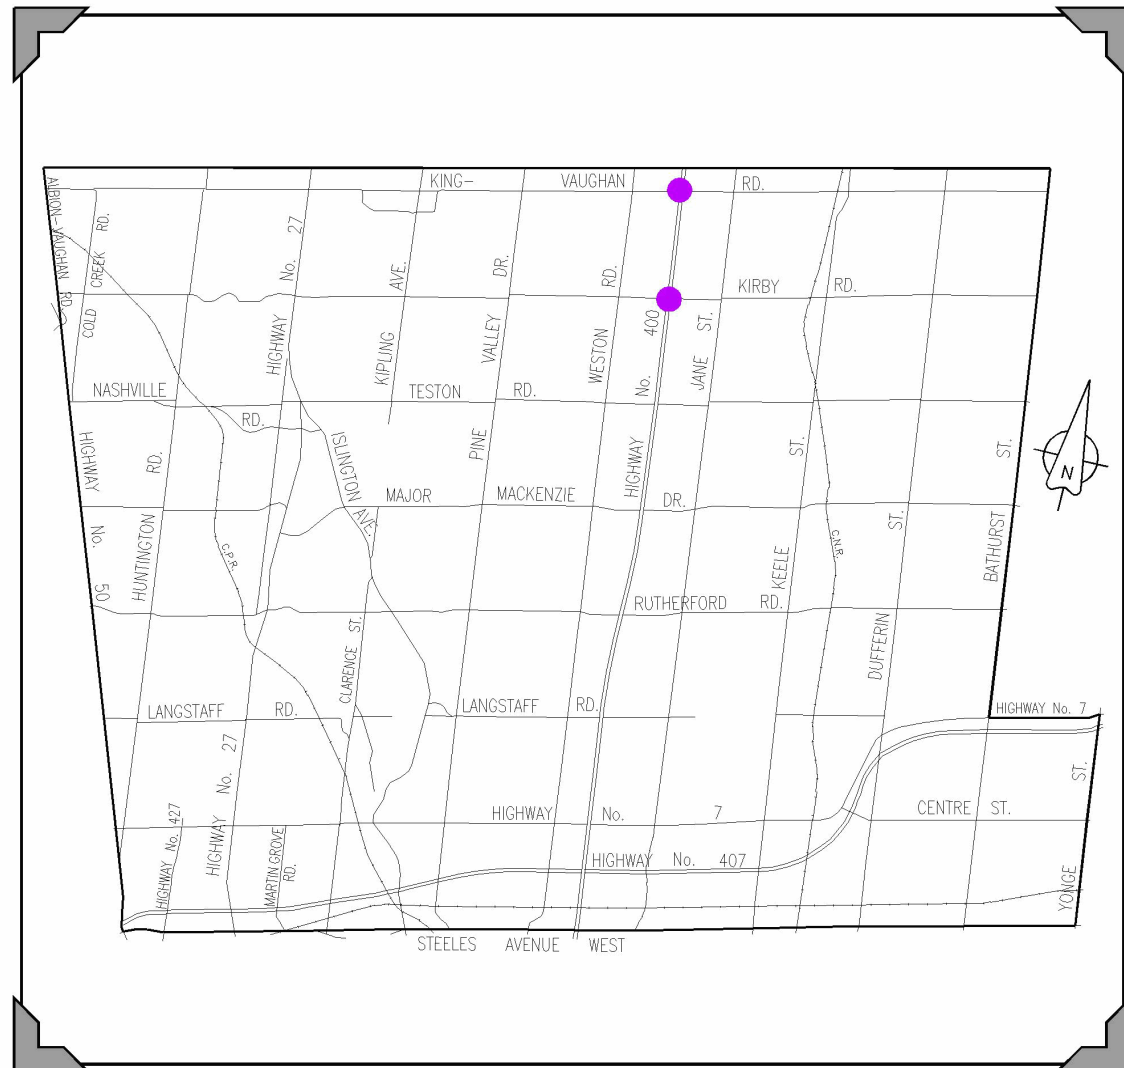 KING– VAUGHAN RD.
ALBION–VAUGHAN RD.
COLD CREEK RD.
HIGHWAY No. 27
KIPLING AVE.
PINE VALLEY DR.
WESTON RD.
HIGHWAY No. 400
JANE ST.
KIRBY RD.
NASHVILLE RD.
TESTON RD.
HIGHWAY No. 50
HUNTINGTON RD.
C.P.R.
ISLINGTON AVE.
MAJOR MACKENZIE DR.
KEELE ST.
C.N.R.
DUFFERIN ST.
BATHURST ST.
N
RUTHERFORD RD.
CLARENCE ST.
LANGSTAFF RD.
LANGSTAFF RD.
HIGHWAY No. 7
HIGHWAY No. 27
HIGHWAY No. 427
MARTIN GROVE RD.
HIGHWAY No. 7
CENTRE ST.
HIGHWAY No. 407
YONGE ST.
STEELES AVENUE WEST